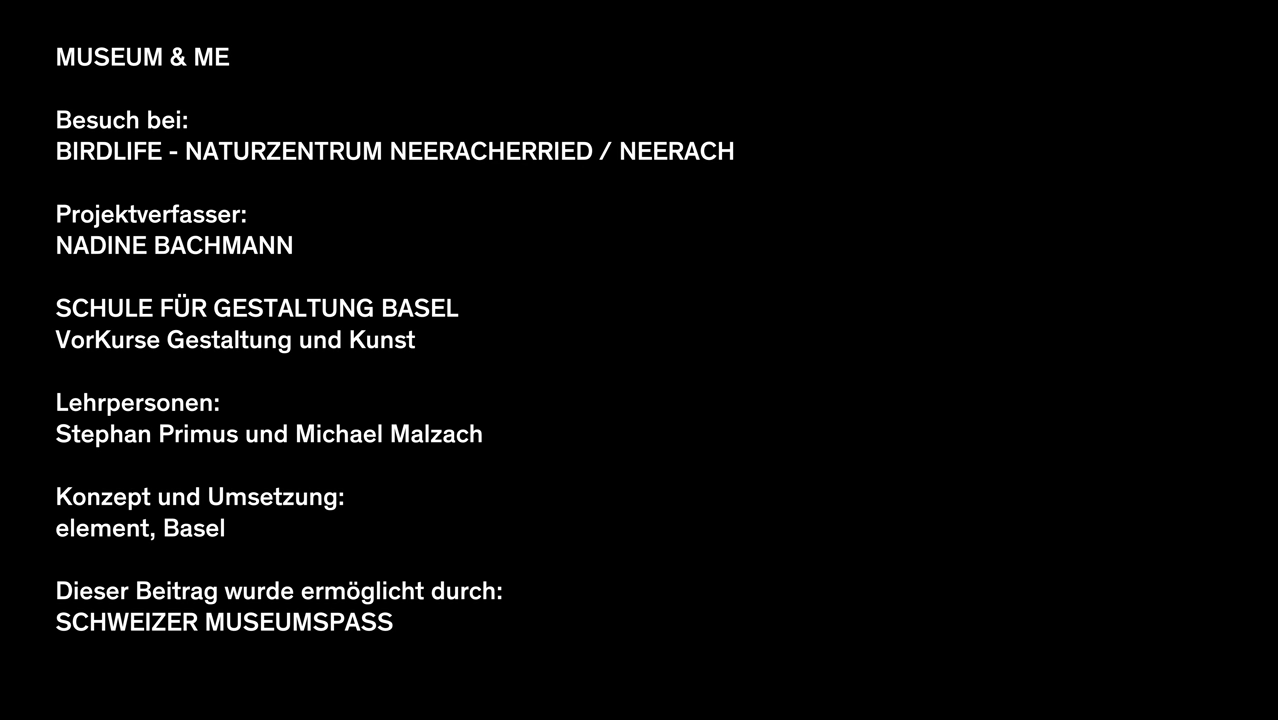 MUSEUM & ME
Besuch bei:
BIRDLIFE - NATURZENTRUM NEERACHERRIED / NEERACH
Projektverfasser:
NADINE BACHMANN
SCHULE FÜR GESTALTUNG BASEL
VorKurse Gestaltung und Kunst
Lehrpersonen:
Stephan Primus und Michael Malzach
Konzept und Umsetzung:
element, Basel
Dieser Beitrag wurde ermöglicht durch:
SCHWEIZER MUSEUMSPASS